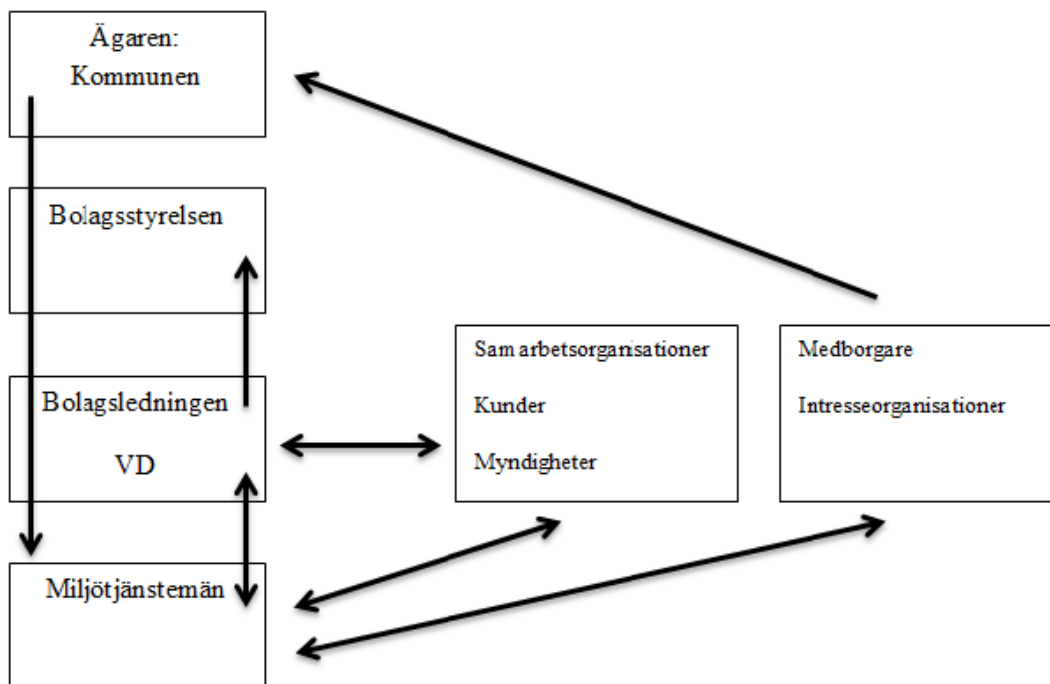 Ägaren:
Kommunen
Bolagsstyrelsen
Bolagsledningen
VD
Miljötjänstemän
Samarbetsorganisationer
Kunder
Myndigheter
Medborgare
Intresseorganisationer